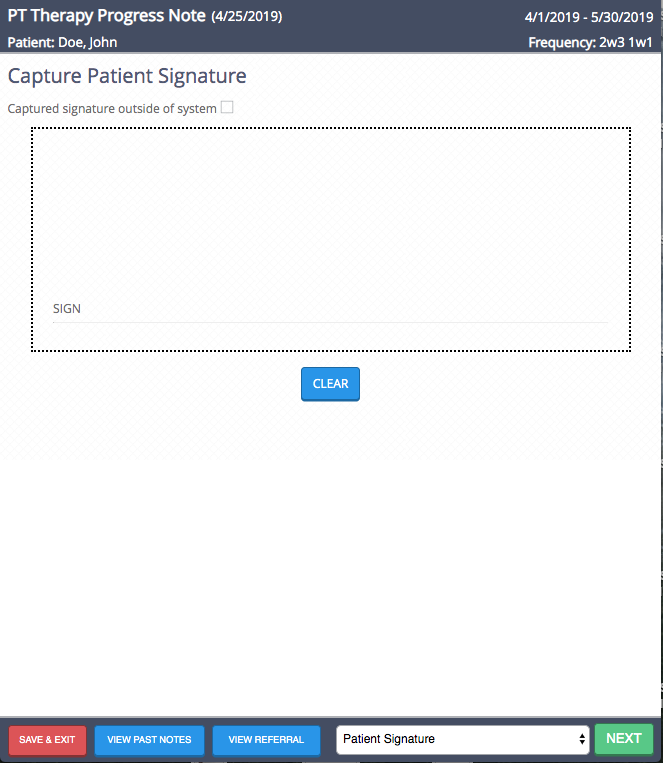 PT Therapy Progress Note (4/25/2019) 4/1/2019 - 5/30/2019
Patient: Doe, John Frequency: 2w3 1w1
Capture Patient Signature
Captured signature outside of system
SIGN
CLEAR
SAVE & EXIT VIEW PAST NOTES VIEW REFERRAL Patient Signature NEXT